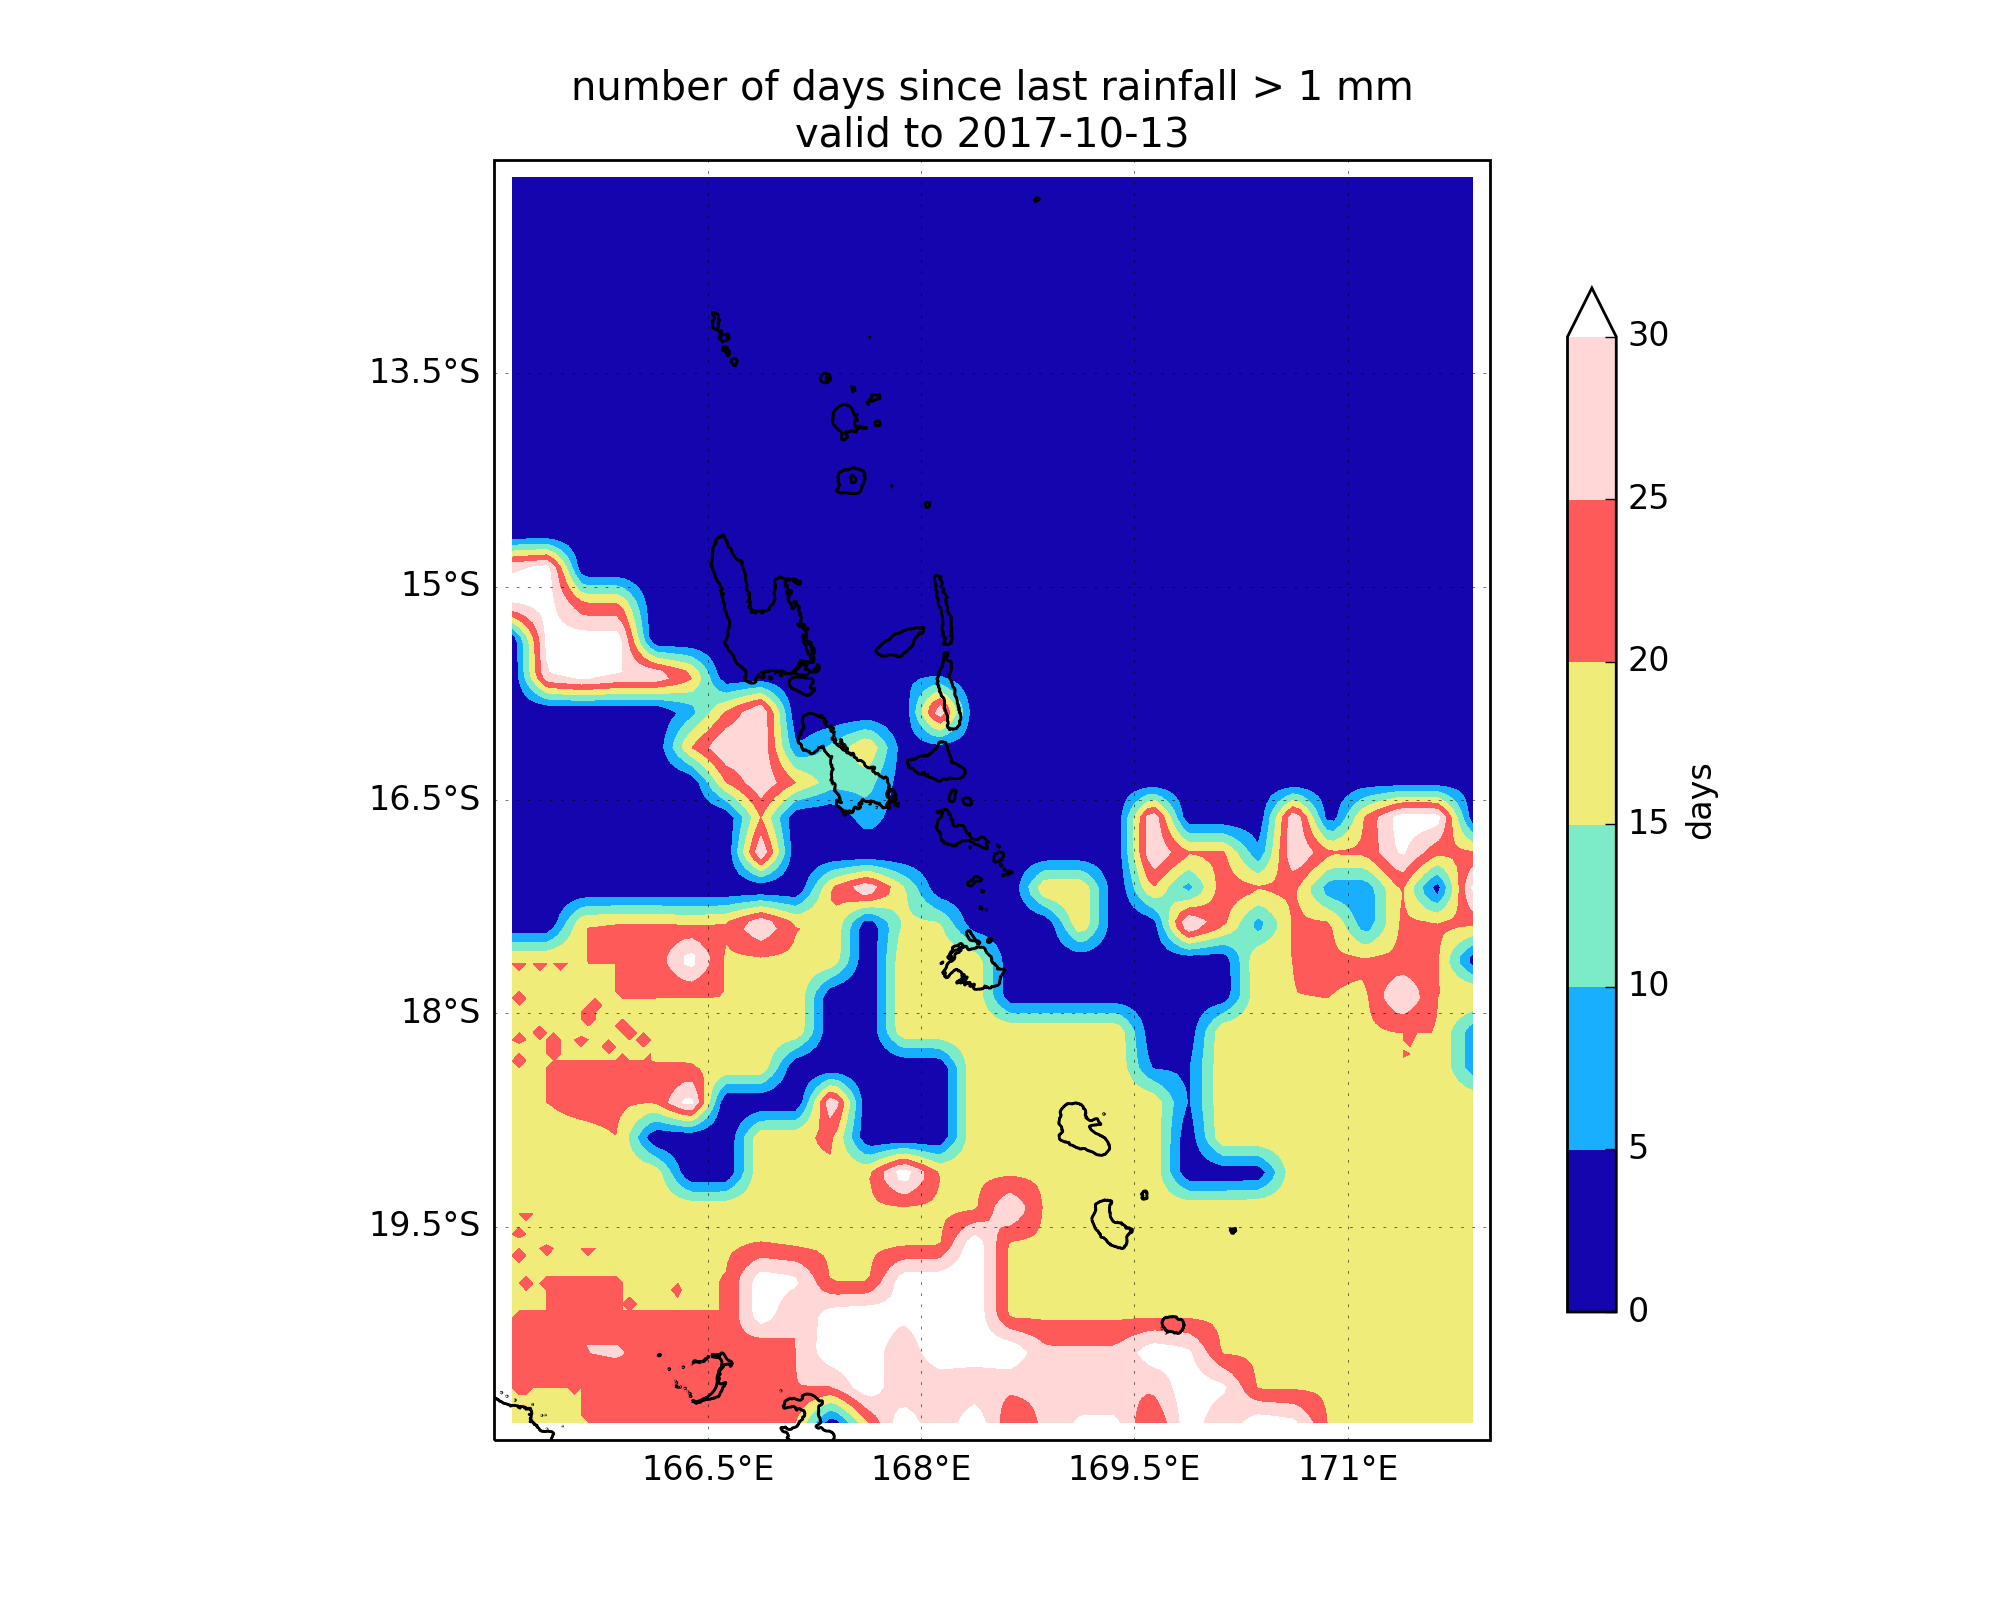 number of days since last rainfall > 1 mm
valid to 2017-10-13
13.5°S
15°S
16.5°S
18°S
19.5°S
166.5°E
168°E
169.5°E
171°E
30
25
20
15
10
5
0
days